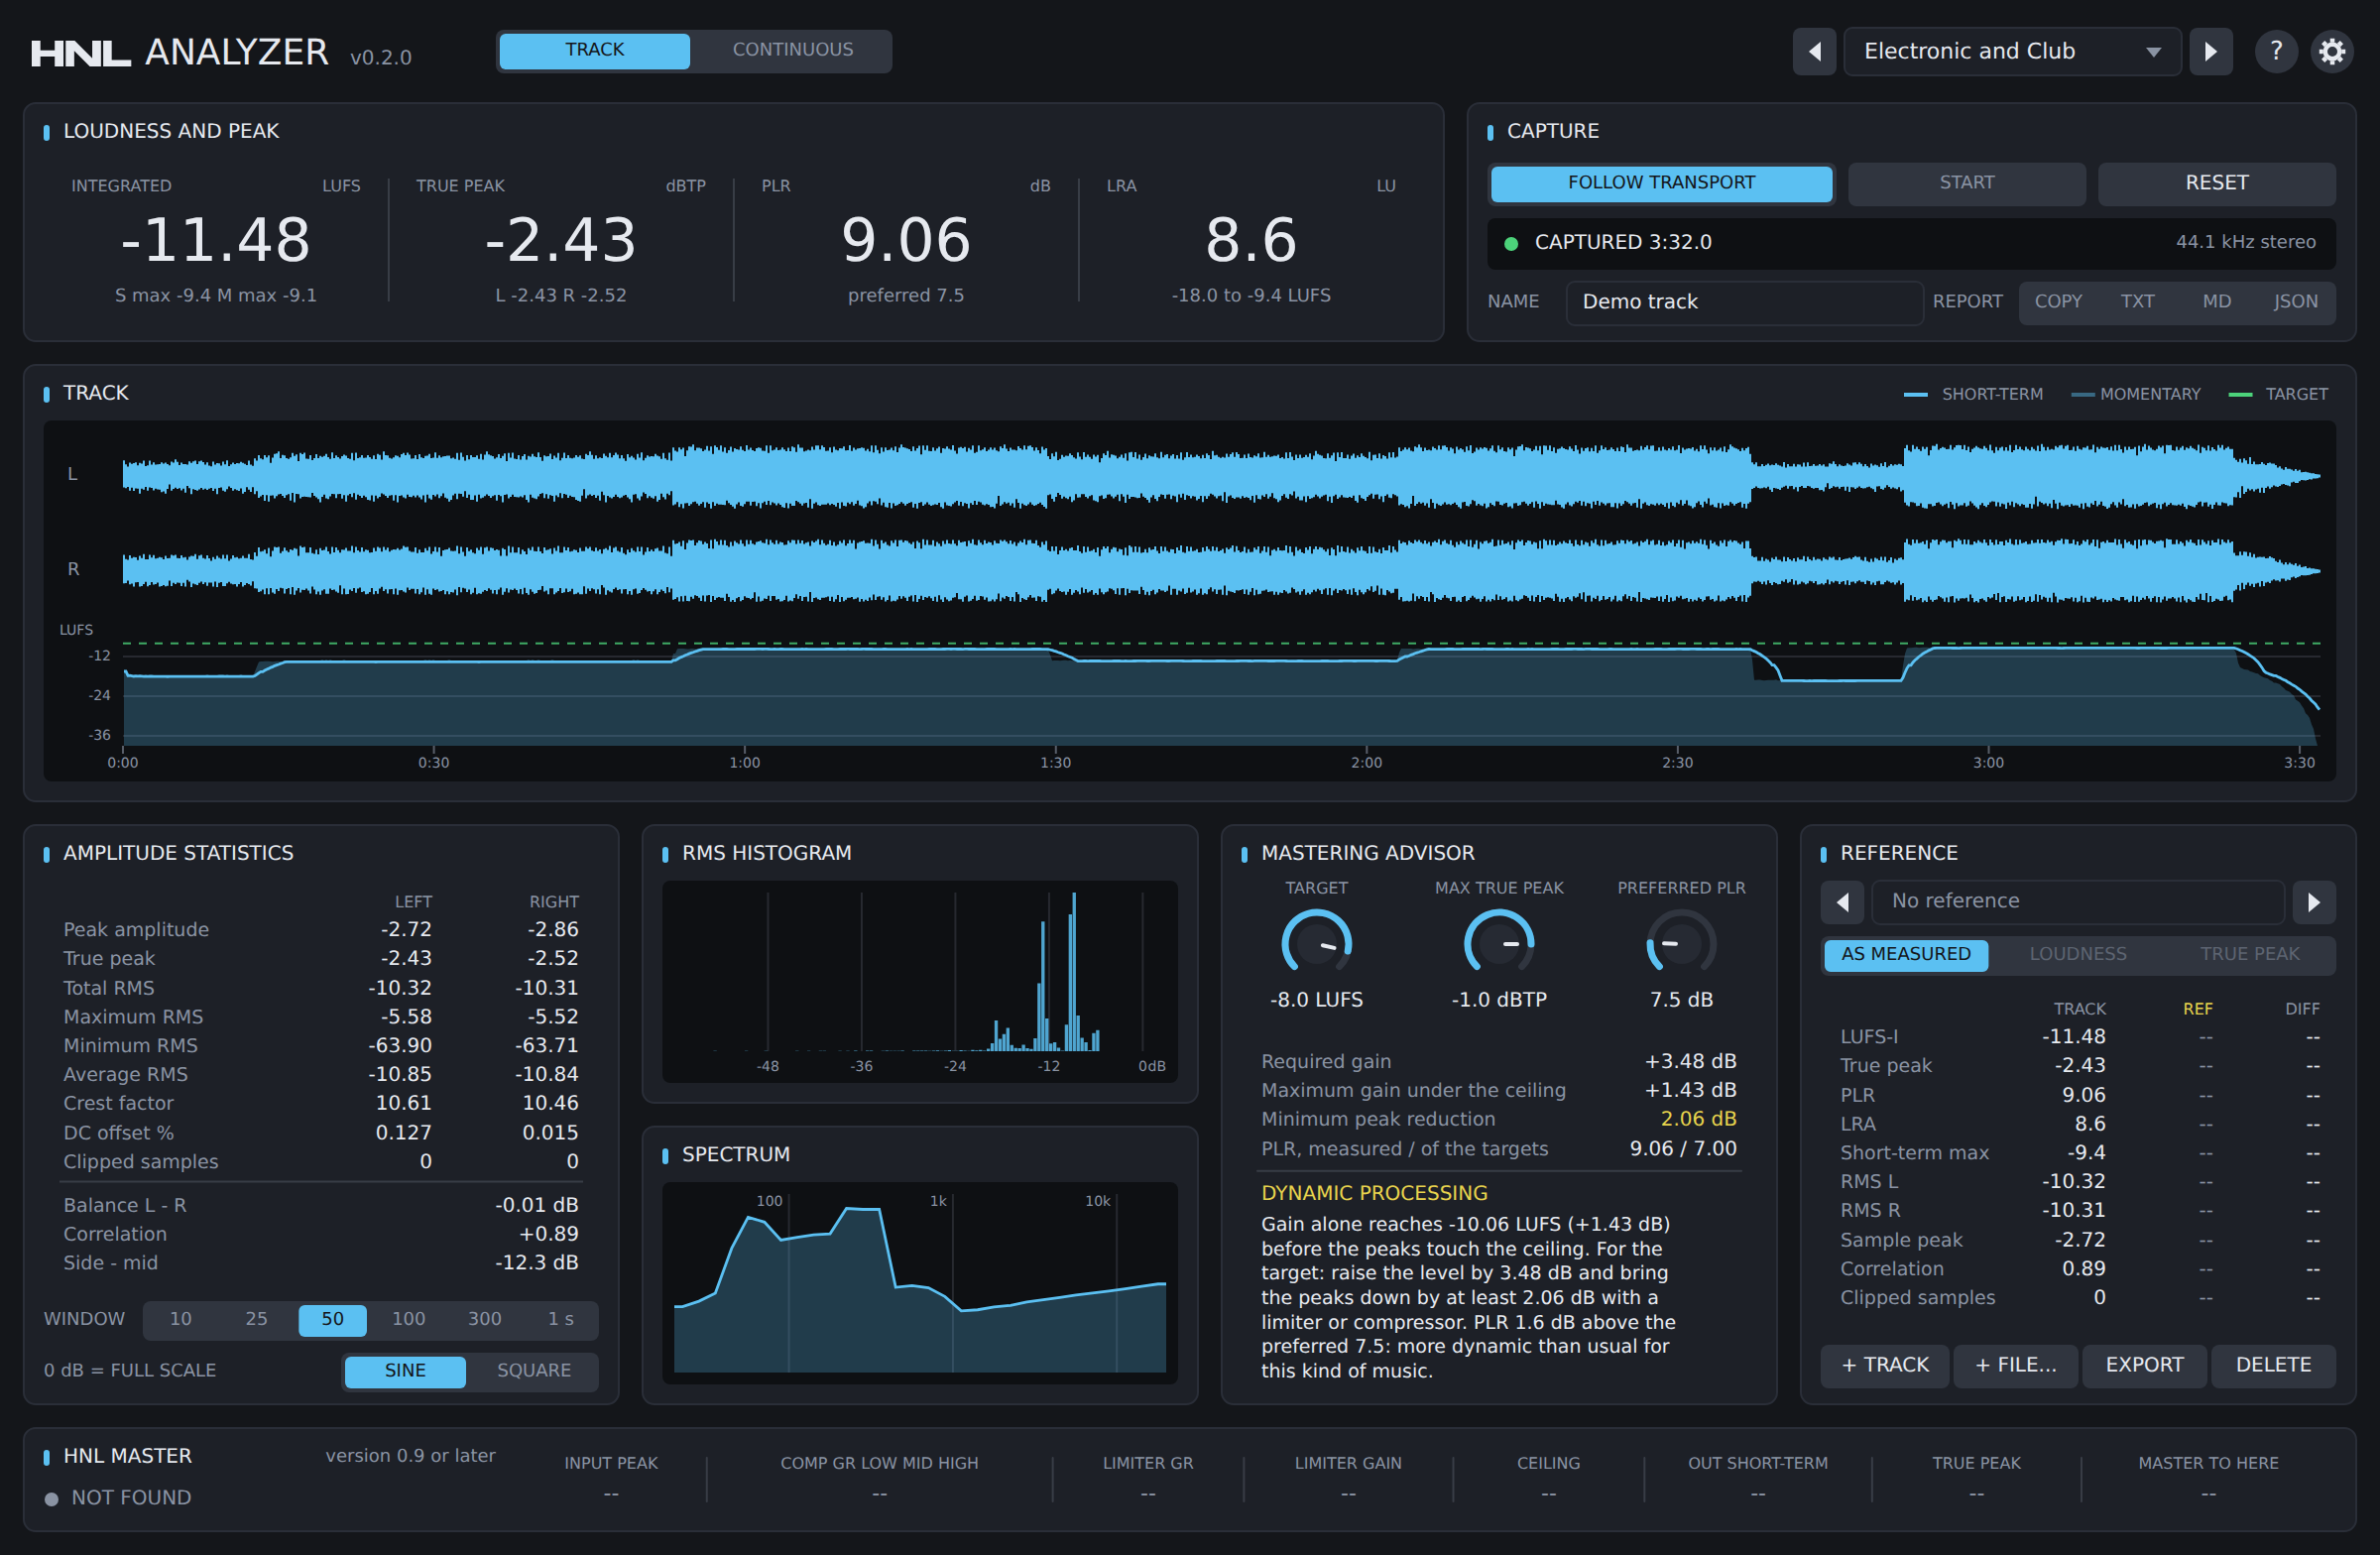 HNL ANALYZER v0.2.0
TRACK CONTINUOUS
Electronic and Club
?
LOUDNESS AND PEAK
INTEGRATED LUFS
-11.48
S max -9.4 M max -9.1
TRUE PEAK dBTP
-2.43
L -2.43 R -2.52
PLR dB
9.06
preferred 7.5
LRA LU
8.6
-18.0 to -9.4 LUFS
CAPTURE
FOLLOW TRANSPORT START RESET
CAPTURED 3:32.0 44.1 kHz stereo
NAME Demo track REPORT COPY TXT MD JSON
TRACK
SHORT-TERM MOMENTARY TARGET
L
R
LUFS
-12
-24
-36
0:00 0:30 1:00 1:30 2:00 2:30 3:00 3:30
AMPLITUDE STATISTICS
LEFT RIGHT
Peak amplitude -2.72 -2.86
True peak -2.43 -2.52
Total RMS -10.32 -10.31
Maximum RMS -5.58 -5.52
Minimum RMS -63.90 -63.71
Average RMS -10.85 -10.84
Crest factor 10.61 10.46
DC offset % 0.127 0.015
Clipped samples 0 0
Balance L - R -0.01 dB
Correlation +0.89
Side - mid -12.3 dB
WINDOW 10 25 50 100 300 1 s
0 dB = FULL SCALE SINE SQUARE
RMS HISTOGRAM
-48 -36 -24 -12 0dB
SPECTRUM
100 1k 10k
MASTERING ADVISOR
TARGET MAX TRUE PEAK PREFERRED PLR
-8.0 LUFS -1.0 dBTP 7.5 dB
Required gain +3.48 dB
Maximum gain under the ceiling +1.43 dB
Minimum peak reduction 2.06 dB
PLR, measured / of the targets 9.06 / 7.00
DYNAMIC PROCESSING
Gain alone reaches -10.06 LUFS (+1.43 dB)
before the peaks touch the ceiling. For the
target: raise the level by 3.48 dB and bring
the peaks down by at least 2.06 dB with a
limiter or compressor. PLR 1.6 dB above the
preferred 7.5: more dynamic than usual for
this kind of music.
REFERENCE
No reference
AS MEASURED LOUDNESS TRUE PEAK
TRACK REF DIFF
LUFS-I -11.48 -- --
True peak -2.43 -- --
PLR 9.06 -- --
LRA 8.6 -- --
Short-term max -9.4 -- --
RMS L -10.32 -- --
RMS R -10.31 -- --
Sample peak -2.72 -- --
Correlation 0.89 -- --
Clipped samples 0 -- --
+ TRACK + FILE... EXPORT DELETE
HNL MASTER version 0.9 or later
NOT FOUND
INPUT PEAK COMP GR LOW MID HIGH LIMITER GR LIMITER GAIN CEILING OUT SHORT-TERM TRUE PEAK MASTER TO HERE
-- -- -- -- -- -- -- --